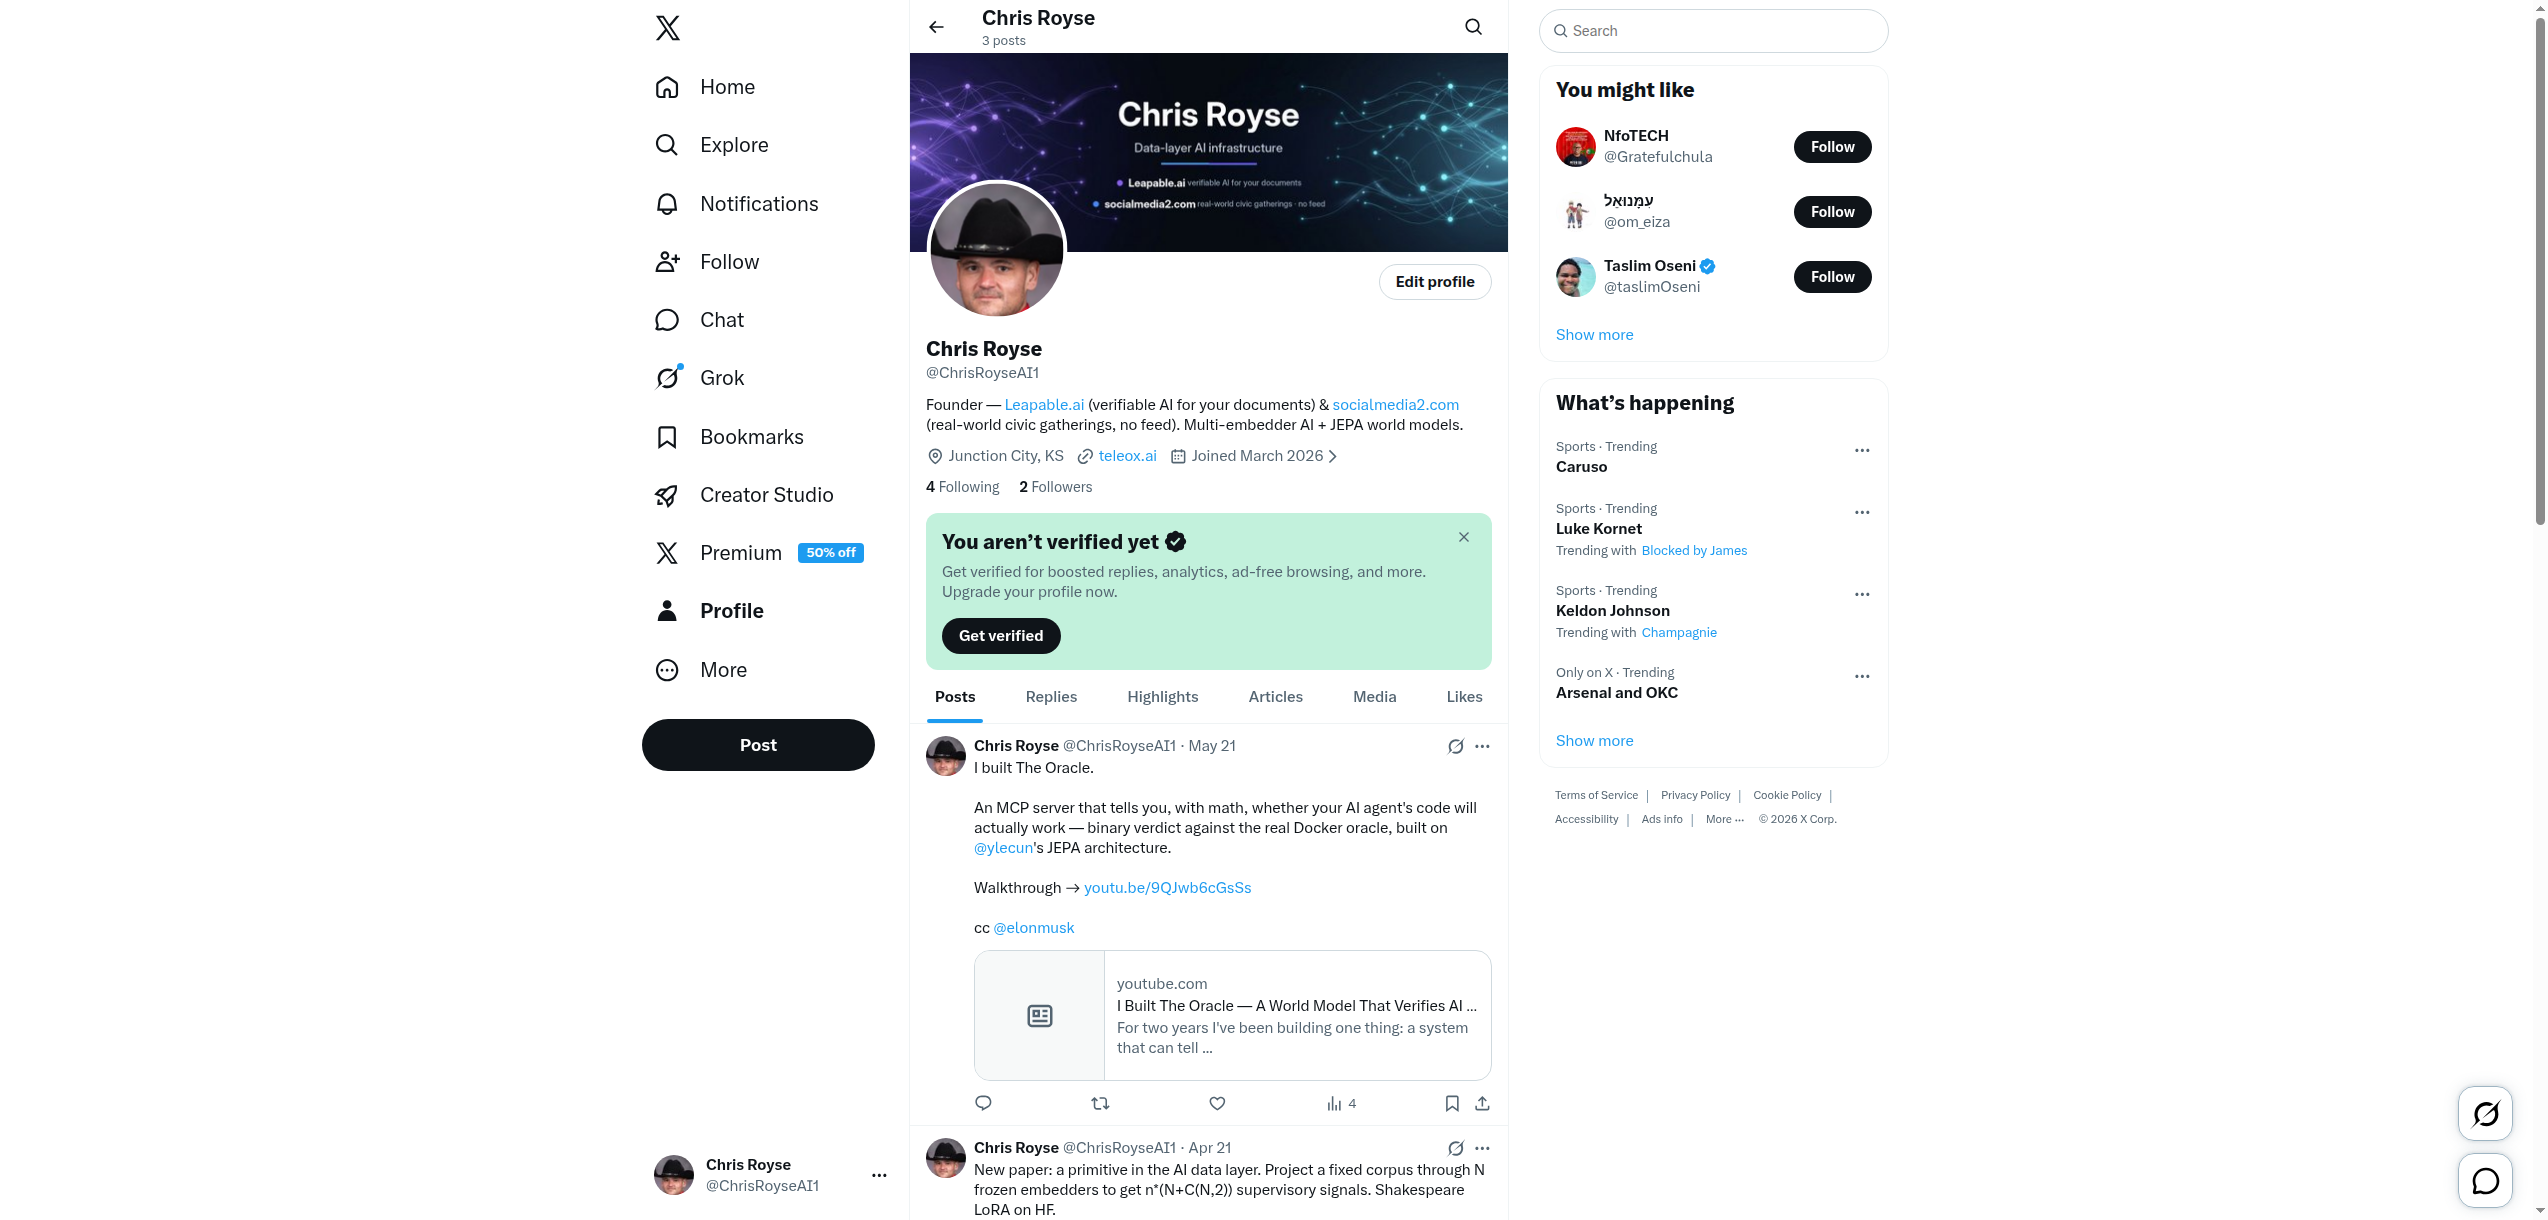 Home
Explore
Notifications
Follow
Chat
Grok
Bookmarks
Creator Studio
Premium 50% off
Profile
More
Post
Chris Royse
@ChrisRoyseAI1
Chris Royse
3 posts
Chris Royse
Data-layer AI infrastructure
Leapable.ai verifiable AI for your documents
socialmedia2.com real-world civic gatherings · no feed
Edit profile
Chris Royse
@ChrisRoyseAI1
Founder — Leapable.ai (verifiable AI for your documents) & socialmedia2.com
(real-world civic gatherings, no feed). Multi-embedder AI + JEPA world models.
Junction City, KS teleox.ai Joined March 2026
4 Following 2 Followers
You aren’t verified yet
Get verified for boosted replies, analytics, ad-free browsing, and more.
Upgrade your profile now.
Get verified
Posts Replies Highlights Articles Media Likes
Chris Royse @ChrisRoyseAI1 · May 21
I built The Oracle.
An MCP server that tells you, with math, whether your AI agent's code will
actually work — binary verdict against the real Docker oracle, built on
@ylecun's JEPA architecture.
Walkthrough → youtu.be/9QJwb6cGsSs
cc @elonmusk
youtube.com
I Built The Oracle — A World Model That Verifies AI ...
For two years I've been building one thing: a system
that can tell ...
4
Chris Royse @ChrisRoyseAI1 · Apr 21
New paper: a primitive in the AI data layer. Project a fixed corpus through N
frozen embedders to get n*(N+C(N,2)) supervisory signals. Shakespeare
LoRA on HF.
Search
You might like
NfoTECH
@Gratefulchula
Follow
עִמָּנוּאֵל
@om_eiza
Follow
Taslim Oseni
@taslimOseni
Follow
Show more
What’s happening
Sports · Trending
Caruso
Sports · Trending
Luke Kornet
Trending with Blocked by James
Sports · Trending
Keldon Johnson
Trending with Champagnie
Only on X · Trending
Arsenal and OKC
Show more
Terms of Service | Privacy Policy | Cookie Policy |
Accessibility | Ads info | More ··· © 2026 X Corp.